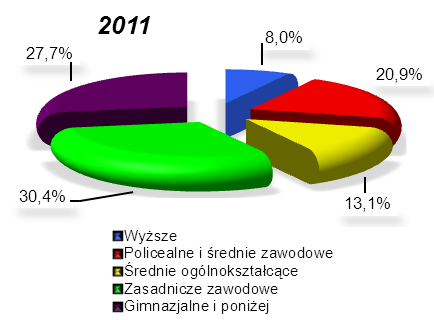 2011
8,0%
27,7%
20,9%
30,4%
13,1%
Wyższe
Policealne i średnie zawodowe
Średnie ogólnokształcące
Zasadnicze zawodowe
Gimnazjalne i poniżej